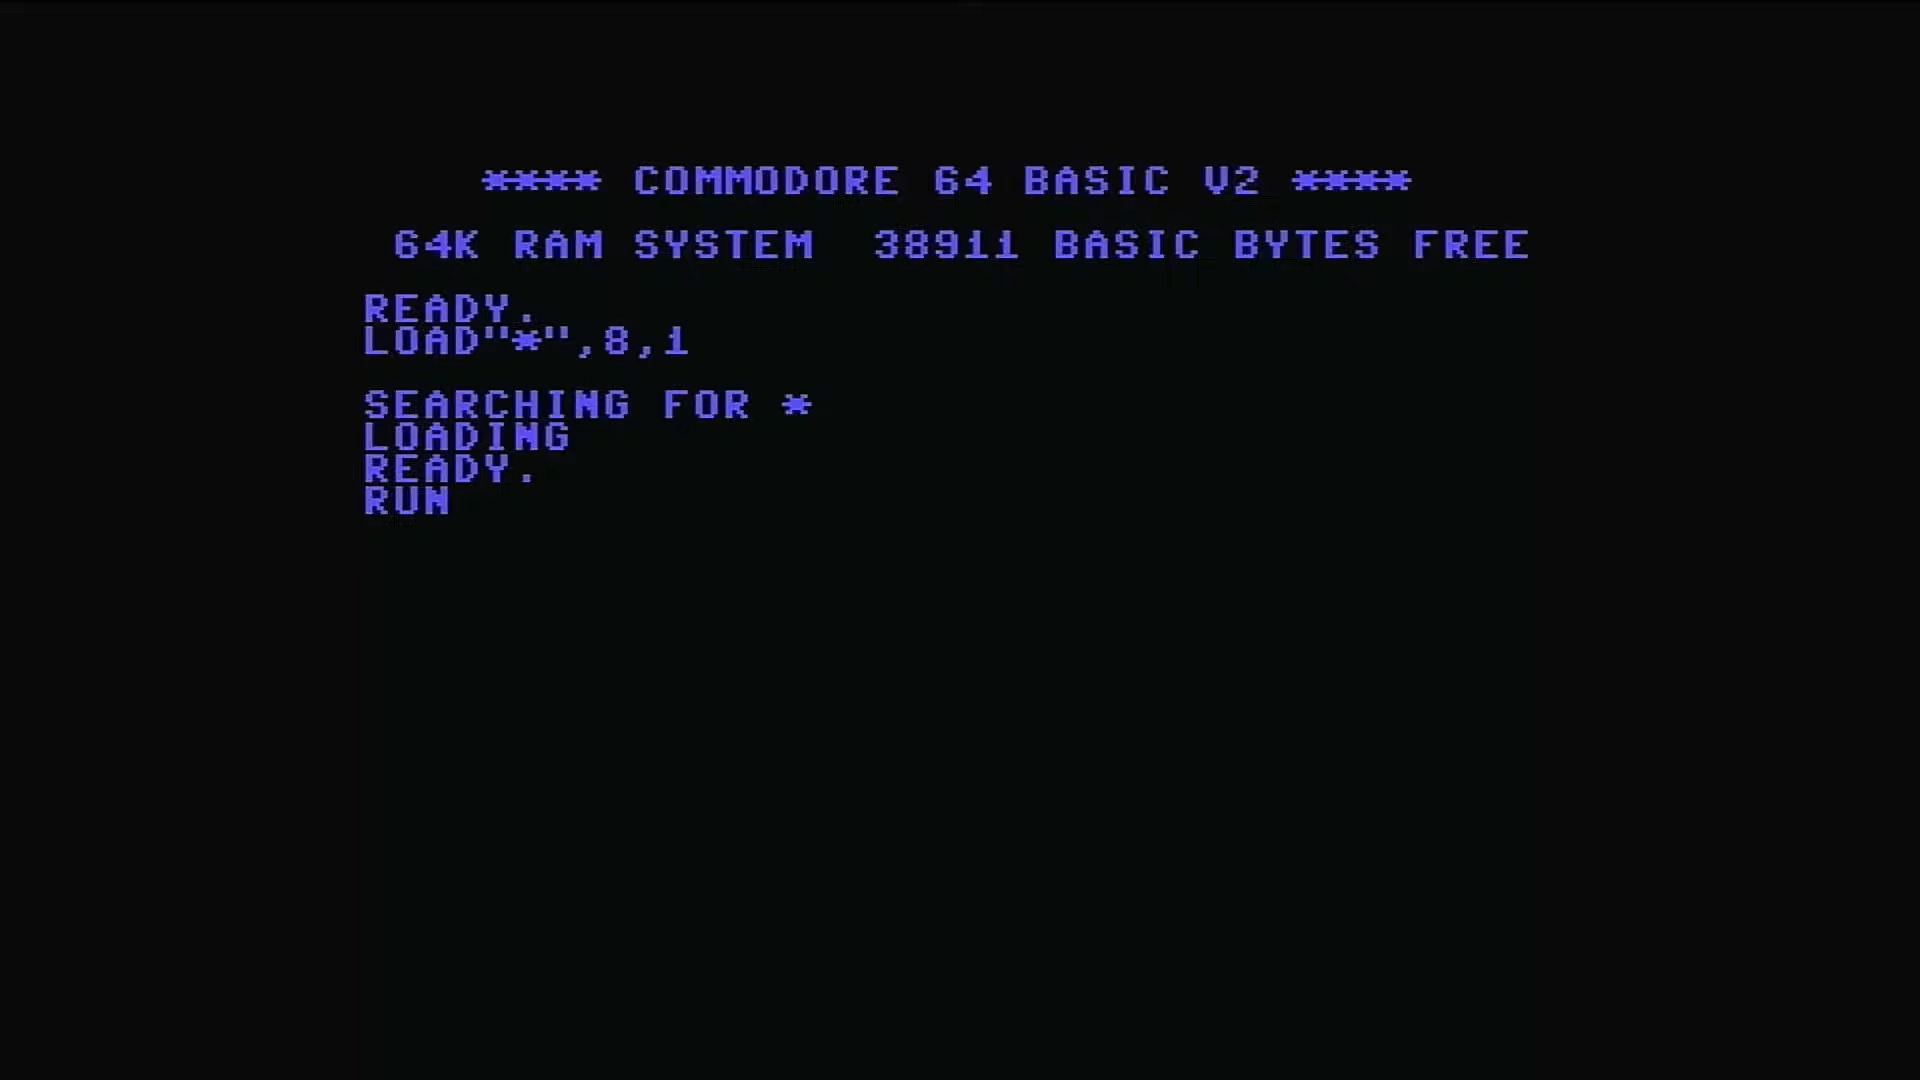 **** COMMODORE 64 BASIC V2 ****
64K RAM SYSTEM  38911 BASIC BYTES FREE
READY.
LOAD"*",8,1
SEARCHING FOR *
LOADING
READY.
RUN